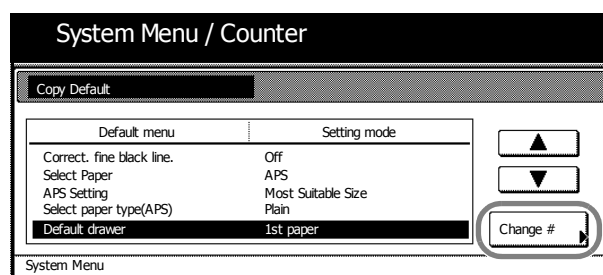 System Menu / Counter
Copy Default
Default menu Setting mode
Correct. fine black line. Off
Select Paper APS
APS Setting Most Suitable Size
Select paper type(APS) Plain
Default drawer 1st paper
Change #
System Menu